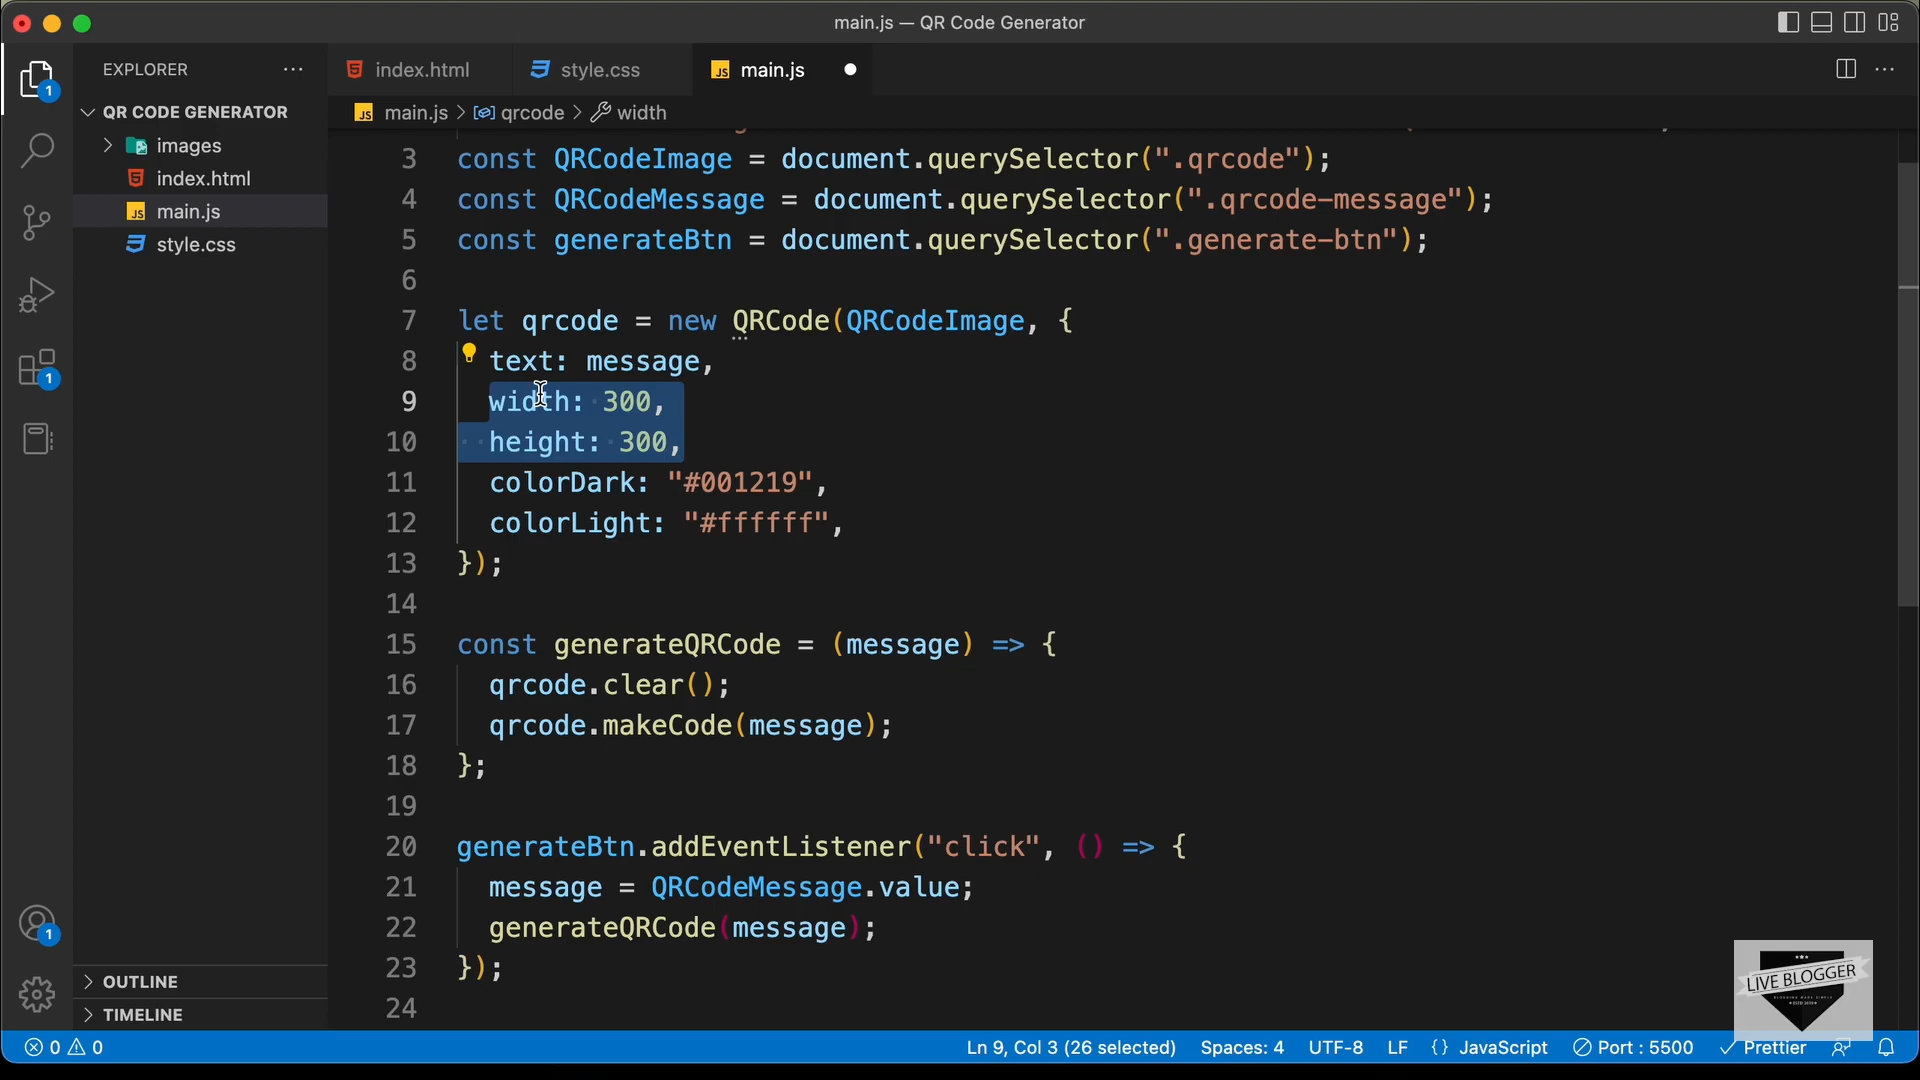 main.js — QR Code Generator
EXPLORER
index.html
style.css
main.js
QR CODE GENERATOR
main.js > qrcode > width
images
index.html
main.js
style.css
3 const QRCodeImage = document.querySelector(".qrcode");
4 const QRCodeMessage = document.querySelector(".qrcode-message");
5 const generateBtn = document.querySelector(".generate-btn");
6
7 let qrcode = new QRCode(QRCodeImage, {
8 text: message,
9 width: 300,
10 height: 300,
11 colorDark: "#001219",
12 colorLight: "#ffffff",
13 });
14
15 const generateQRCode = (message) => {
16 qrcode.clear();
17 qrcode.makeCode(message);
18 };
19
20 generateBtn.addEventListener("click", () => {
21 message = QRCodeMessage.value;
22 generateQRCode(message);
23 });
24
1
1
1
OUTLINE
TIMELINE
LIVE BLOGGER
0 0
Ln 9, Col 3 (26 selected)
Spaces: 4
UTF-8
LF
{} JavaScript
Port : 5500
Prettier